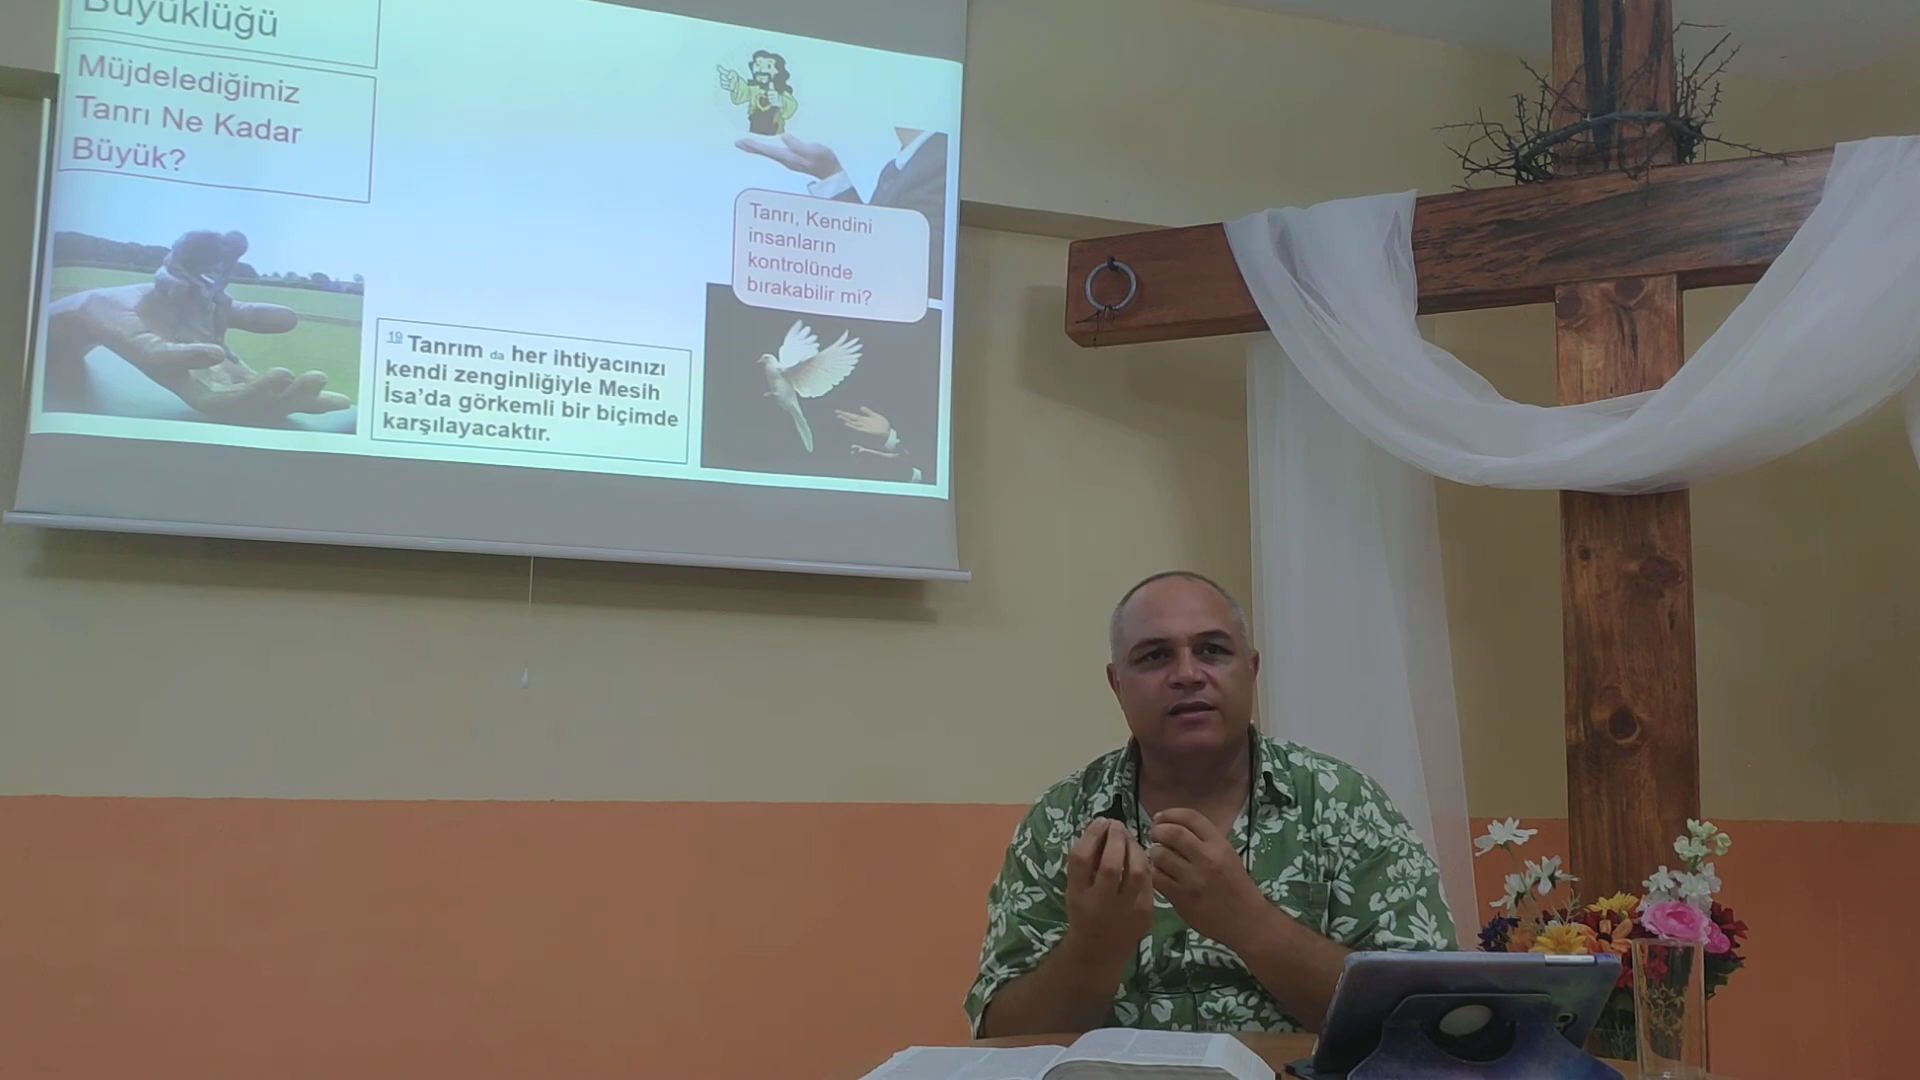 Büyüklüğü
Müjdelediğimiz
Tanrı Ne Kadar
Büyük?
Tanrı, Kendini
insanların
kontrolünde
bırakabilir mi?
19 Tanrım da her ihtiyacınızı
kendi zenginliğiyle Mesih
İsa'da görkemli bir biçimde
karşılayacaktır.